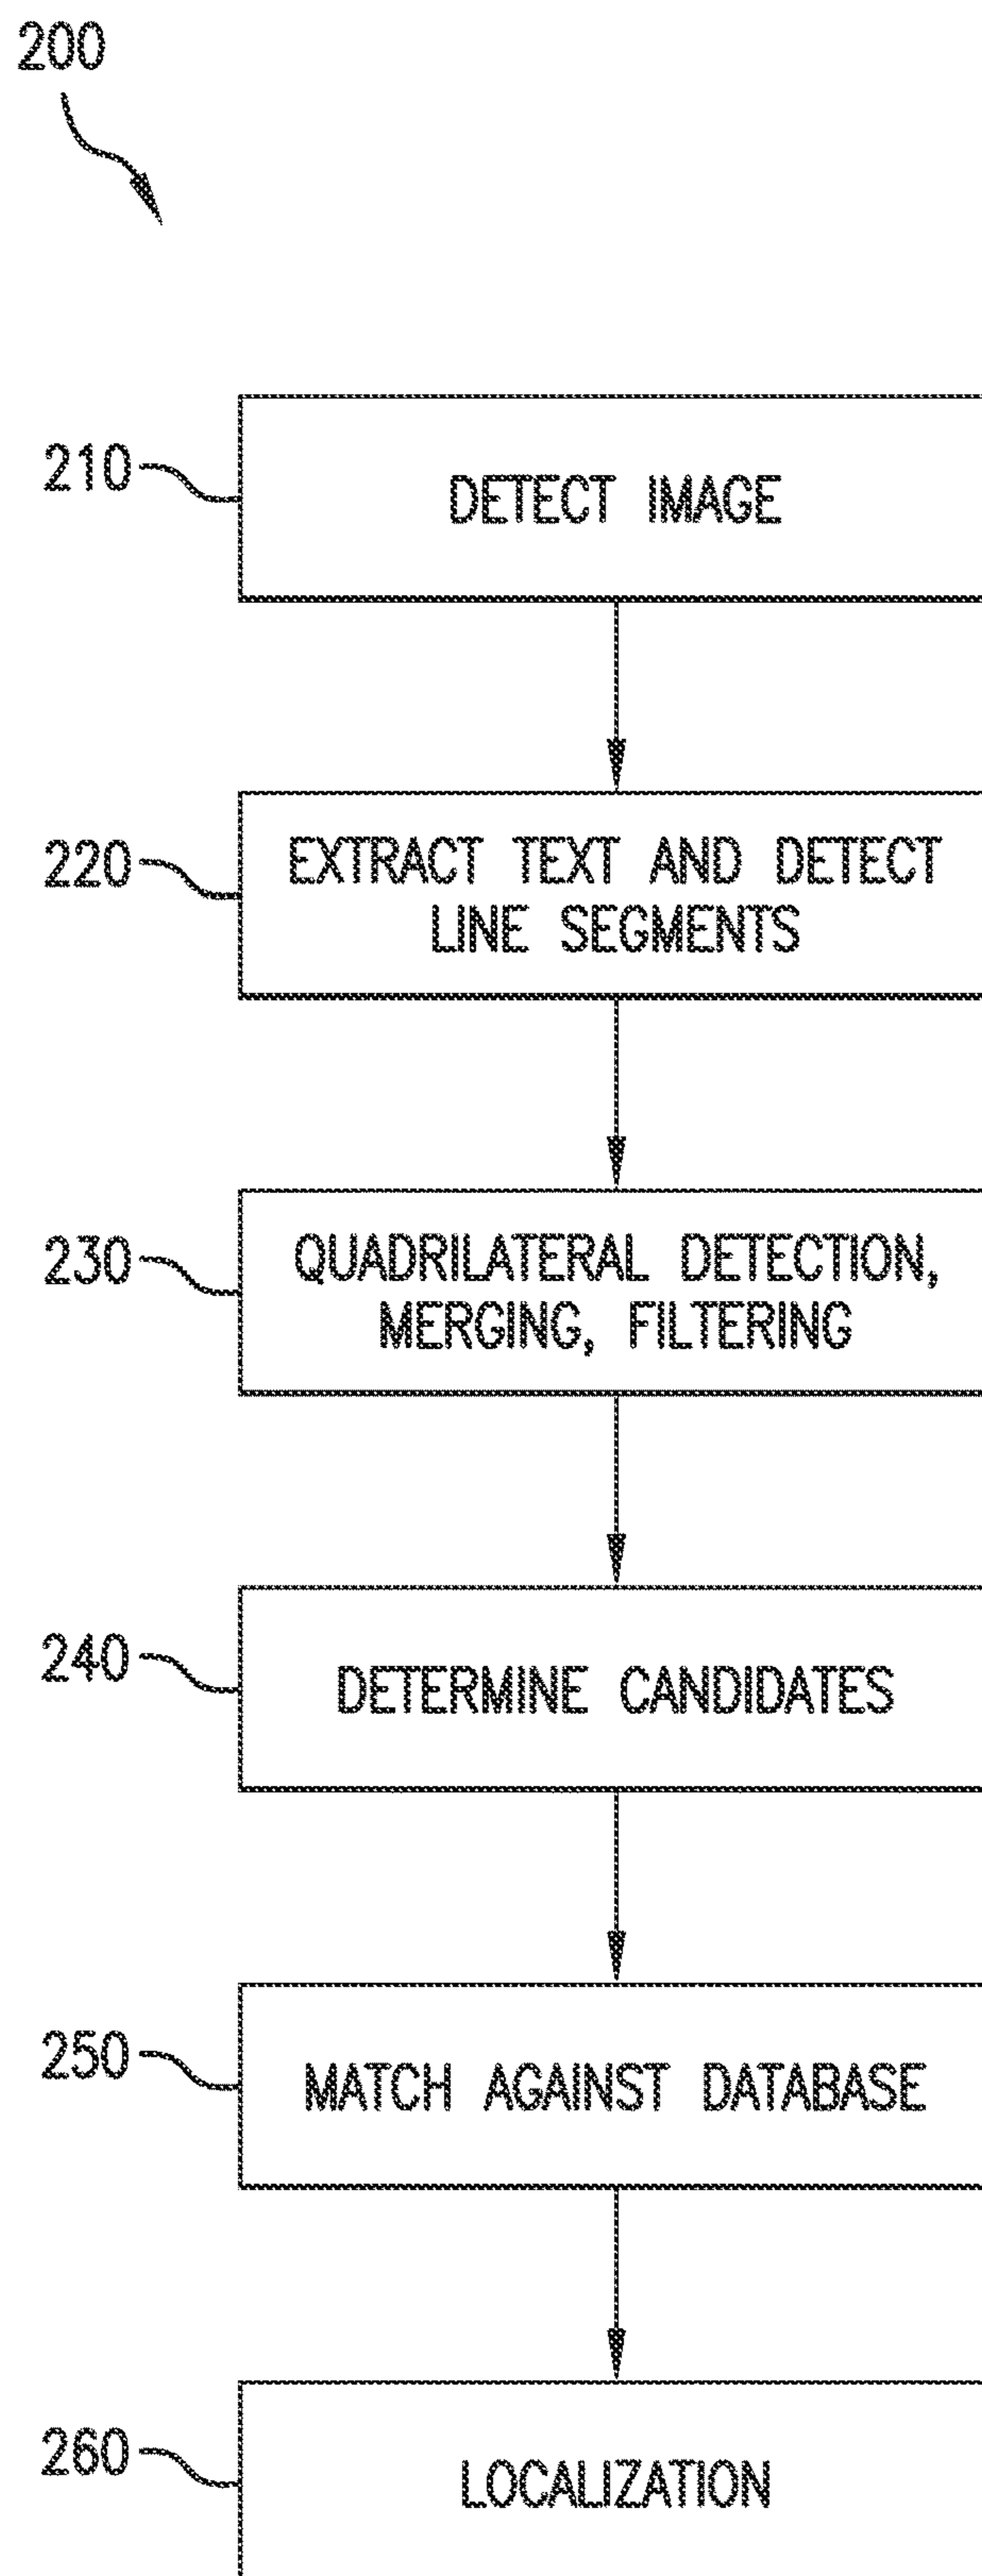 200
210
DETECT IMAGE
220
EXTRACT TEXT AND DETECT
LINE SEGMENTS
230
QUADRILATERAL DETECTION,
MERGING, FILTERING
240
DETERMINE CANDIDATES
250
MATCH AGAINST DATABASE
260
LOCALIZATION